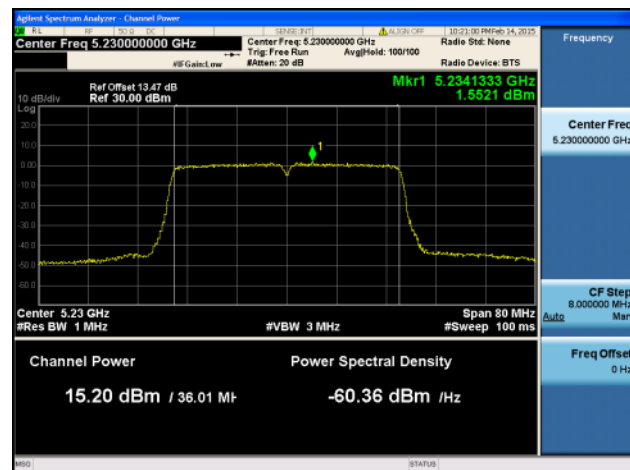 Agilent Spectrum Analyzer - Channel Power
RL RF 50 Ω DC SENSE:INT ALIGN OFF 10:21:00 PM Feb 14, 2015
Center Freq 5.230000000 GHz
Center Freq: 5.230000000 GHz
Radio Std: None
Trig: Free Run Avg|Hold: 100/100
#IFGain:Low #Atten: 20 dB Radio Device: BTS
Ref Offset 13.47 dB
Mkr1 5.2341333 GHz
10 dB/div Ref 30.00 dBm 1.5521 dBm
Log
20.0
10.0
1
0.00
-10.0
-20.0
-30.0
-40.0
-50.0
-60.0
Center 5.23 GHz Span 80 MHz
#Res BW 1 MHz #VBW 3 MHz #Sweep 100 ms
Channel Power Power Spectral Density
15.20 dBm / 36.01 MH -60.36 dBm /Hz
MSG STATUS
Frequency
Center Freq
5.230000000 GHz
CF Step
8.000000 MHz
Auto Man
Freq Offset
0 Hz